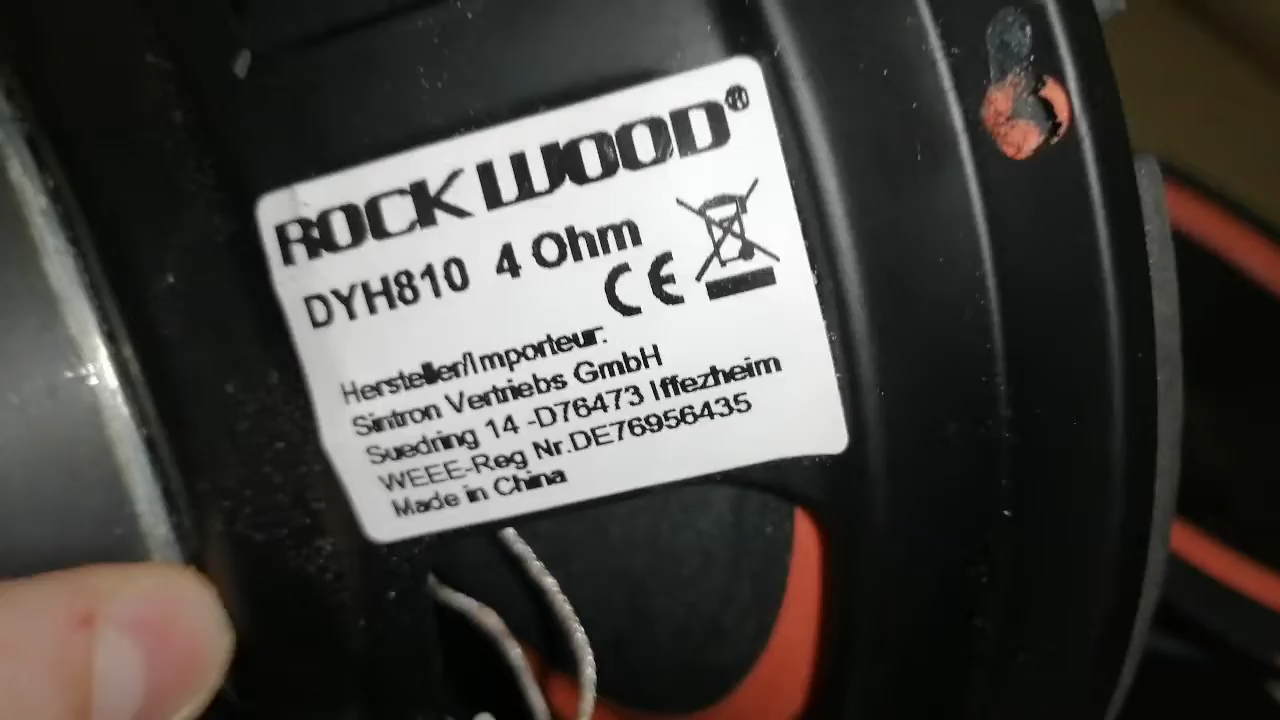 ROCK WOOD®
DYH810 4 Ohm
CE
Hersteller/Importeur:
Sintron Vertriebs GmbH
Suedring 14 -D76473 Iffezheim
WEEE-Reg Nr.DE76956435
Made in China